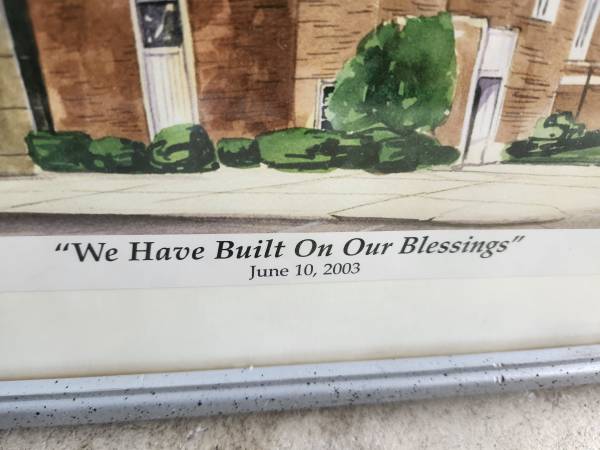 “We Have Built On Our Blessings”
June 10, 2003